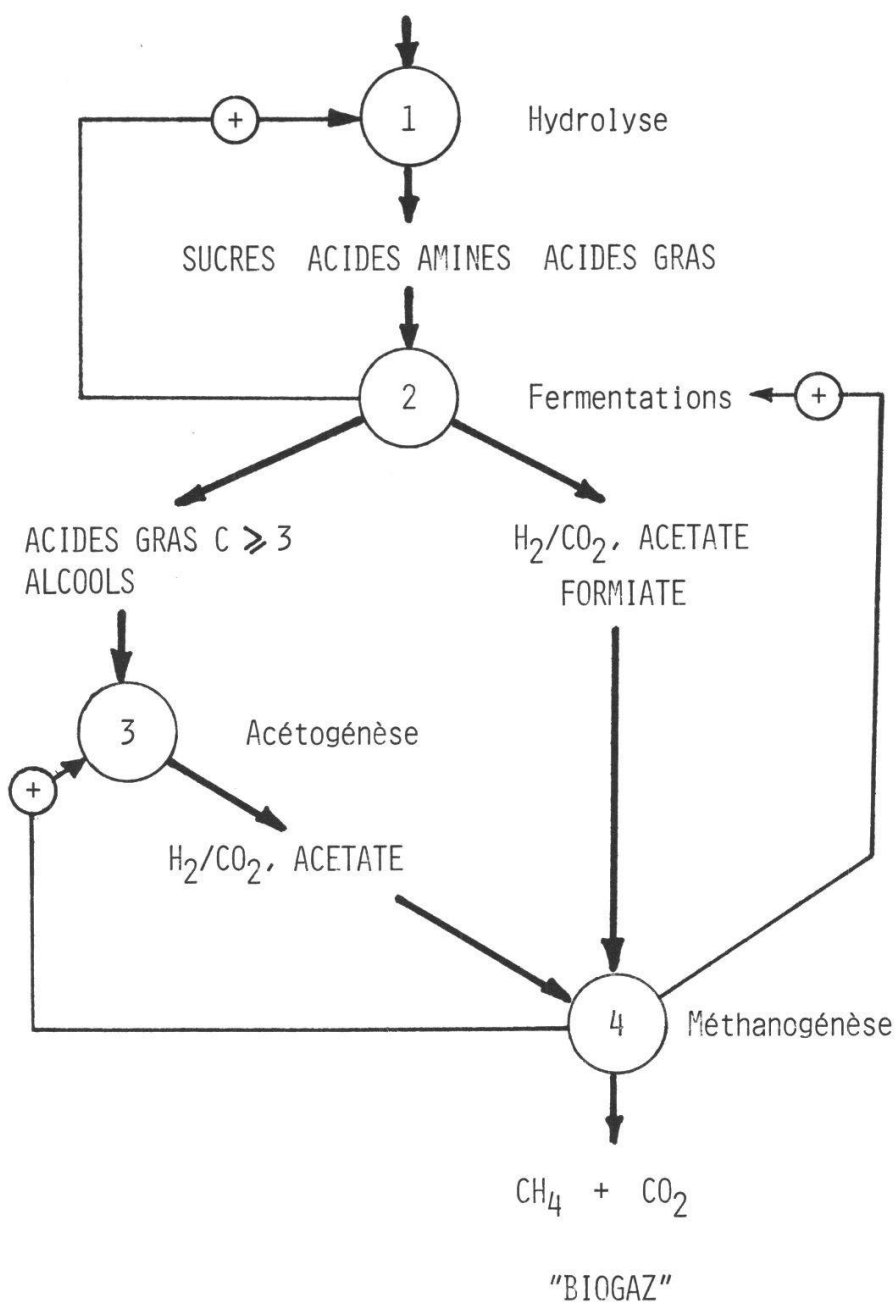 +
1
Hydrolyse
SUCRES ACIDES AMINES ACIDES GRAS
2
Fermentations
+
ACIDES GRAS C ⩾ 3
ALCOOLS
H₂/CO₂, ACETATE
FORMIATE
3
Acétogénèse
+
H₂/CO₂, ACETATE
4
Méthanogénèse
CH₄ + CO₂
"BIOGAZ"